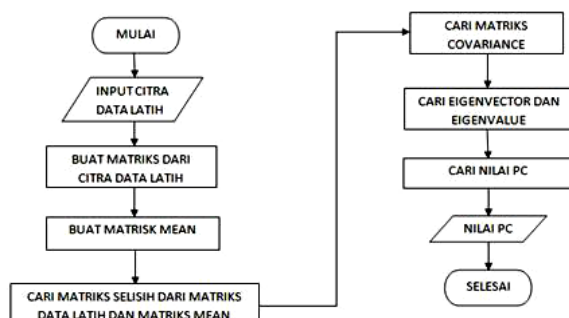 MULAI
INPUT CITRA
DATA LATIH
BUAT MATRIKS DARI
CITRA DATA LATIH
BUAT MATRISK MEAN
CARI MATRIKS SELISIH DARI MATRIKS
DATA LATIH DAN MATRIKS MEAN
CARI MATRIKS
COVARIANCE
CARI EIGENVECTOR DAN
EIGENVALUE
CARI NILAI PC
NILAI PC
SELESAI